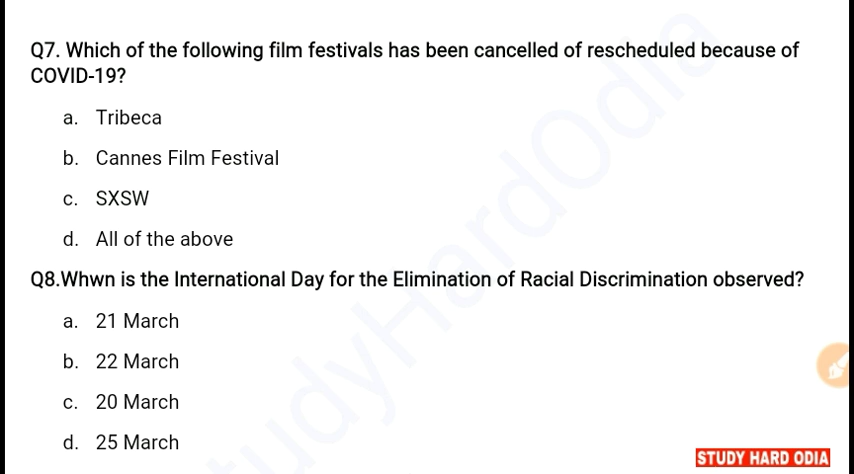 Q7. Which of the following film festivals has been cancelled of rescheduled because of
COVID-19?
a. Tribeca
b. Cannes Film Festival
c. SXSW
d. All of the above
Q8.Whwn is the International Day for the Elimination of Racial Discrimination observed?
a. 21 March
b. 22 March
c. 20 March
d. 25 March
StudyHardOdia
STUDY HARD ODIA